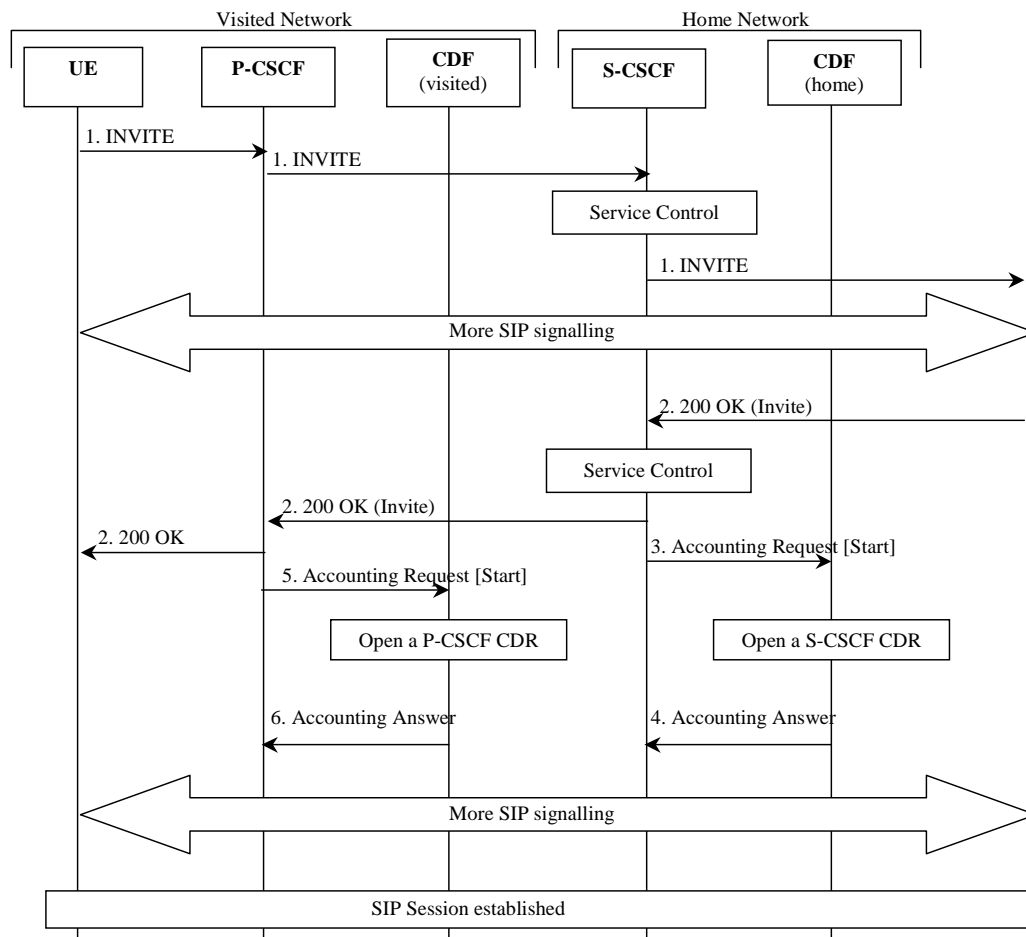 Visited Network
Home Network
UE
P-CSCF
CDF
(visited)
S-CSCF
CDF
(home)
1. INVITE
1. INVITE
Service Control
1. INVITE
More SIP signalling
2. 200 OK (Invite)
Service Control
2. 200 OK (Invite)
2. 200 OK
3. Accounting Request [Start]
5. Accounting Request [Start]
Open a P-CSCF CDR
Open a S-CSCF CDR
6. Accounting Answer
4. Accounting Answer
More SIP signalling
SIP Session established